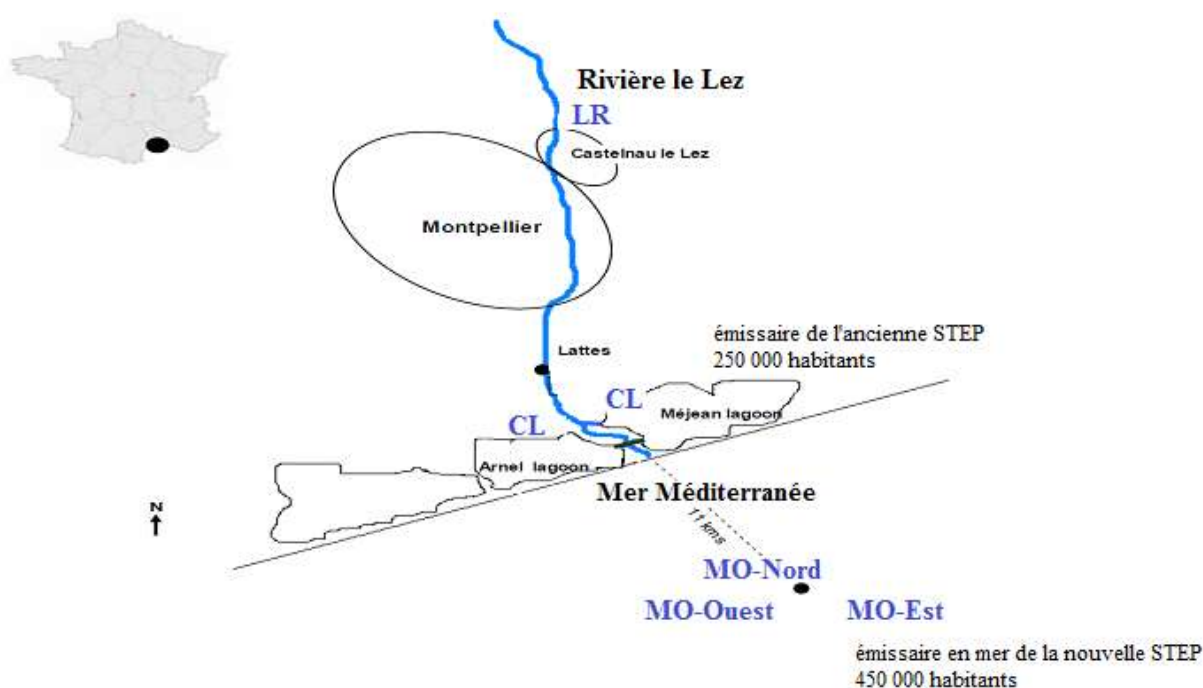 Rivière le Lez
LR
Castelnau le Lez
Montpellier
émissaire de l'ancienne STEP
250 000 habitants
Lattes
CL
Méjean lagoon
CL
Arnel lagoon
Mer Méditerranée
N
11 kms
MO-Nord
MO-Ouest
MO-Est
émissaire en mer de la nouvelle STEP
450 000 habitants